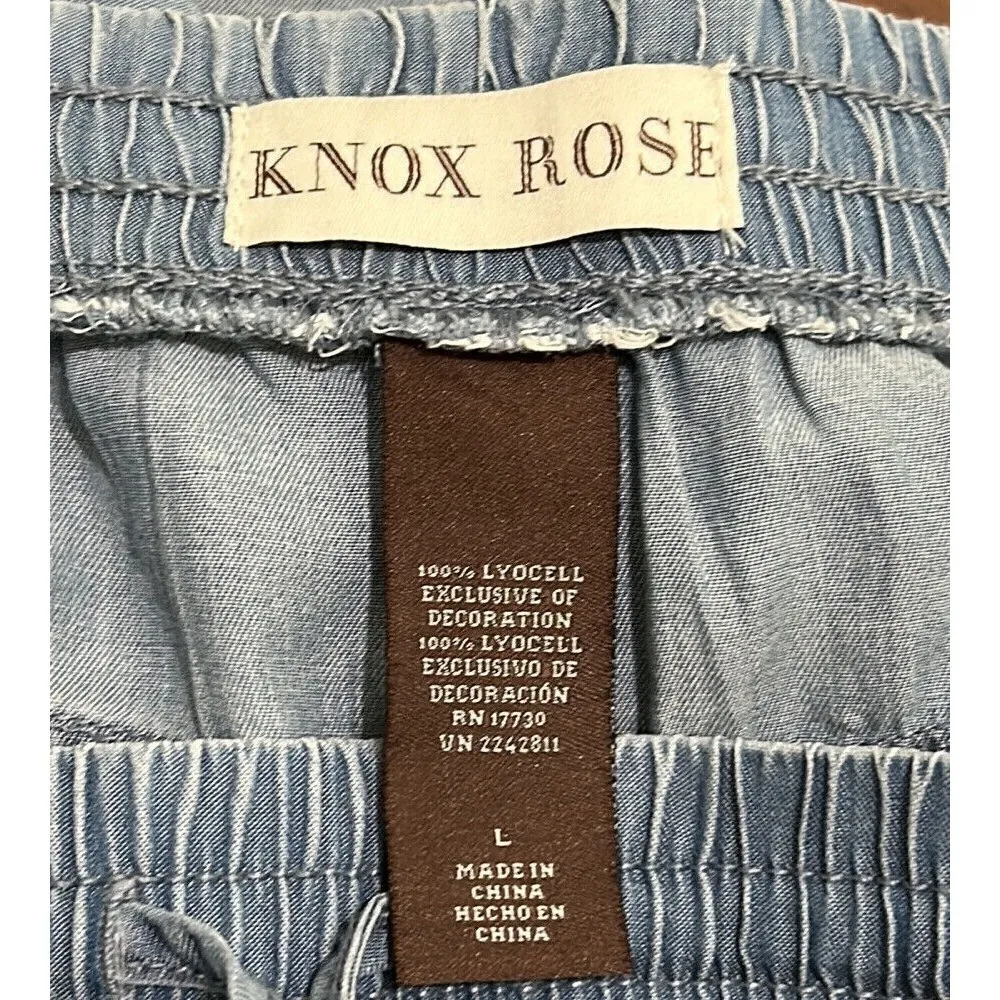 KNOX ROSE
100% LYOCELL
EXCLUSIVE OF
DECORATION
100% LYOCELL
EXCLUSIVO DE
DECORACIÓN
RN 17730
VN 2242811
L
MADE IN
CHINA
HECHO EN
CHINA